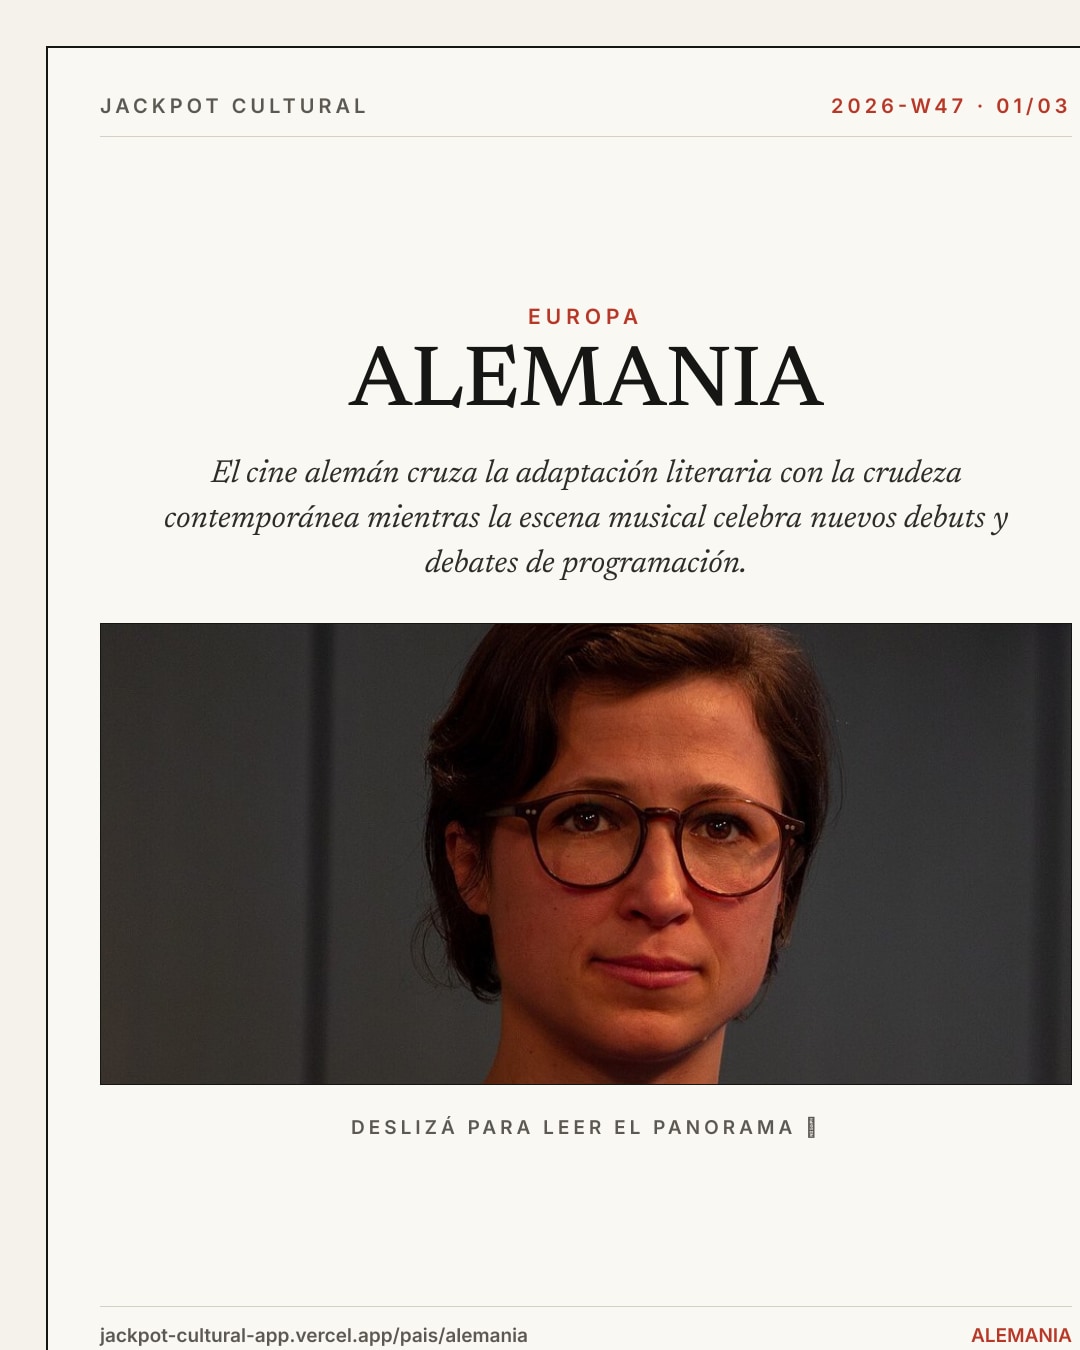 JACKPOT CULTURAL
2026-W47 · 01/03
EUROPA
ALEMANIA
El cine alemán cruza la adaptación literaria con la crudeza
contemporánea mientras la escena musical celebra nuevos debuts y
debates de programación.
DESLIZÁ PARA LEER EL PANORAMA
jackpot-cultural-app.vercel.app/pais/alemania
ALEMANIA